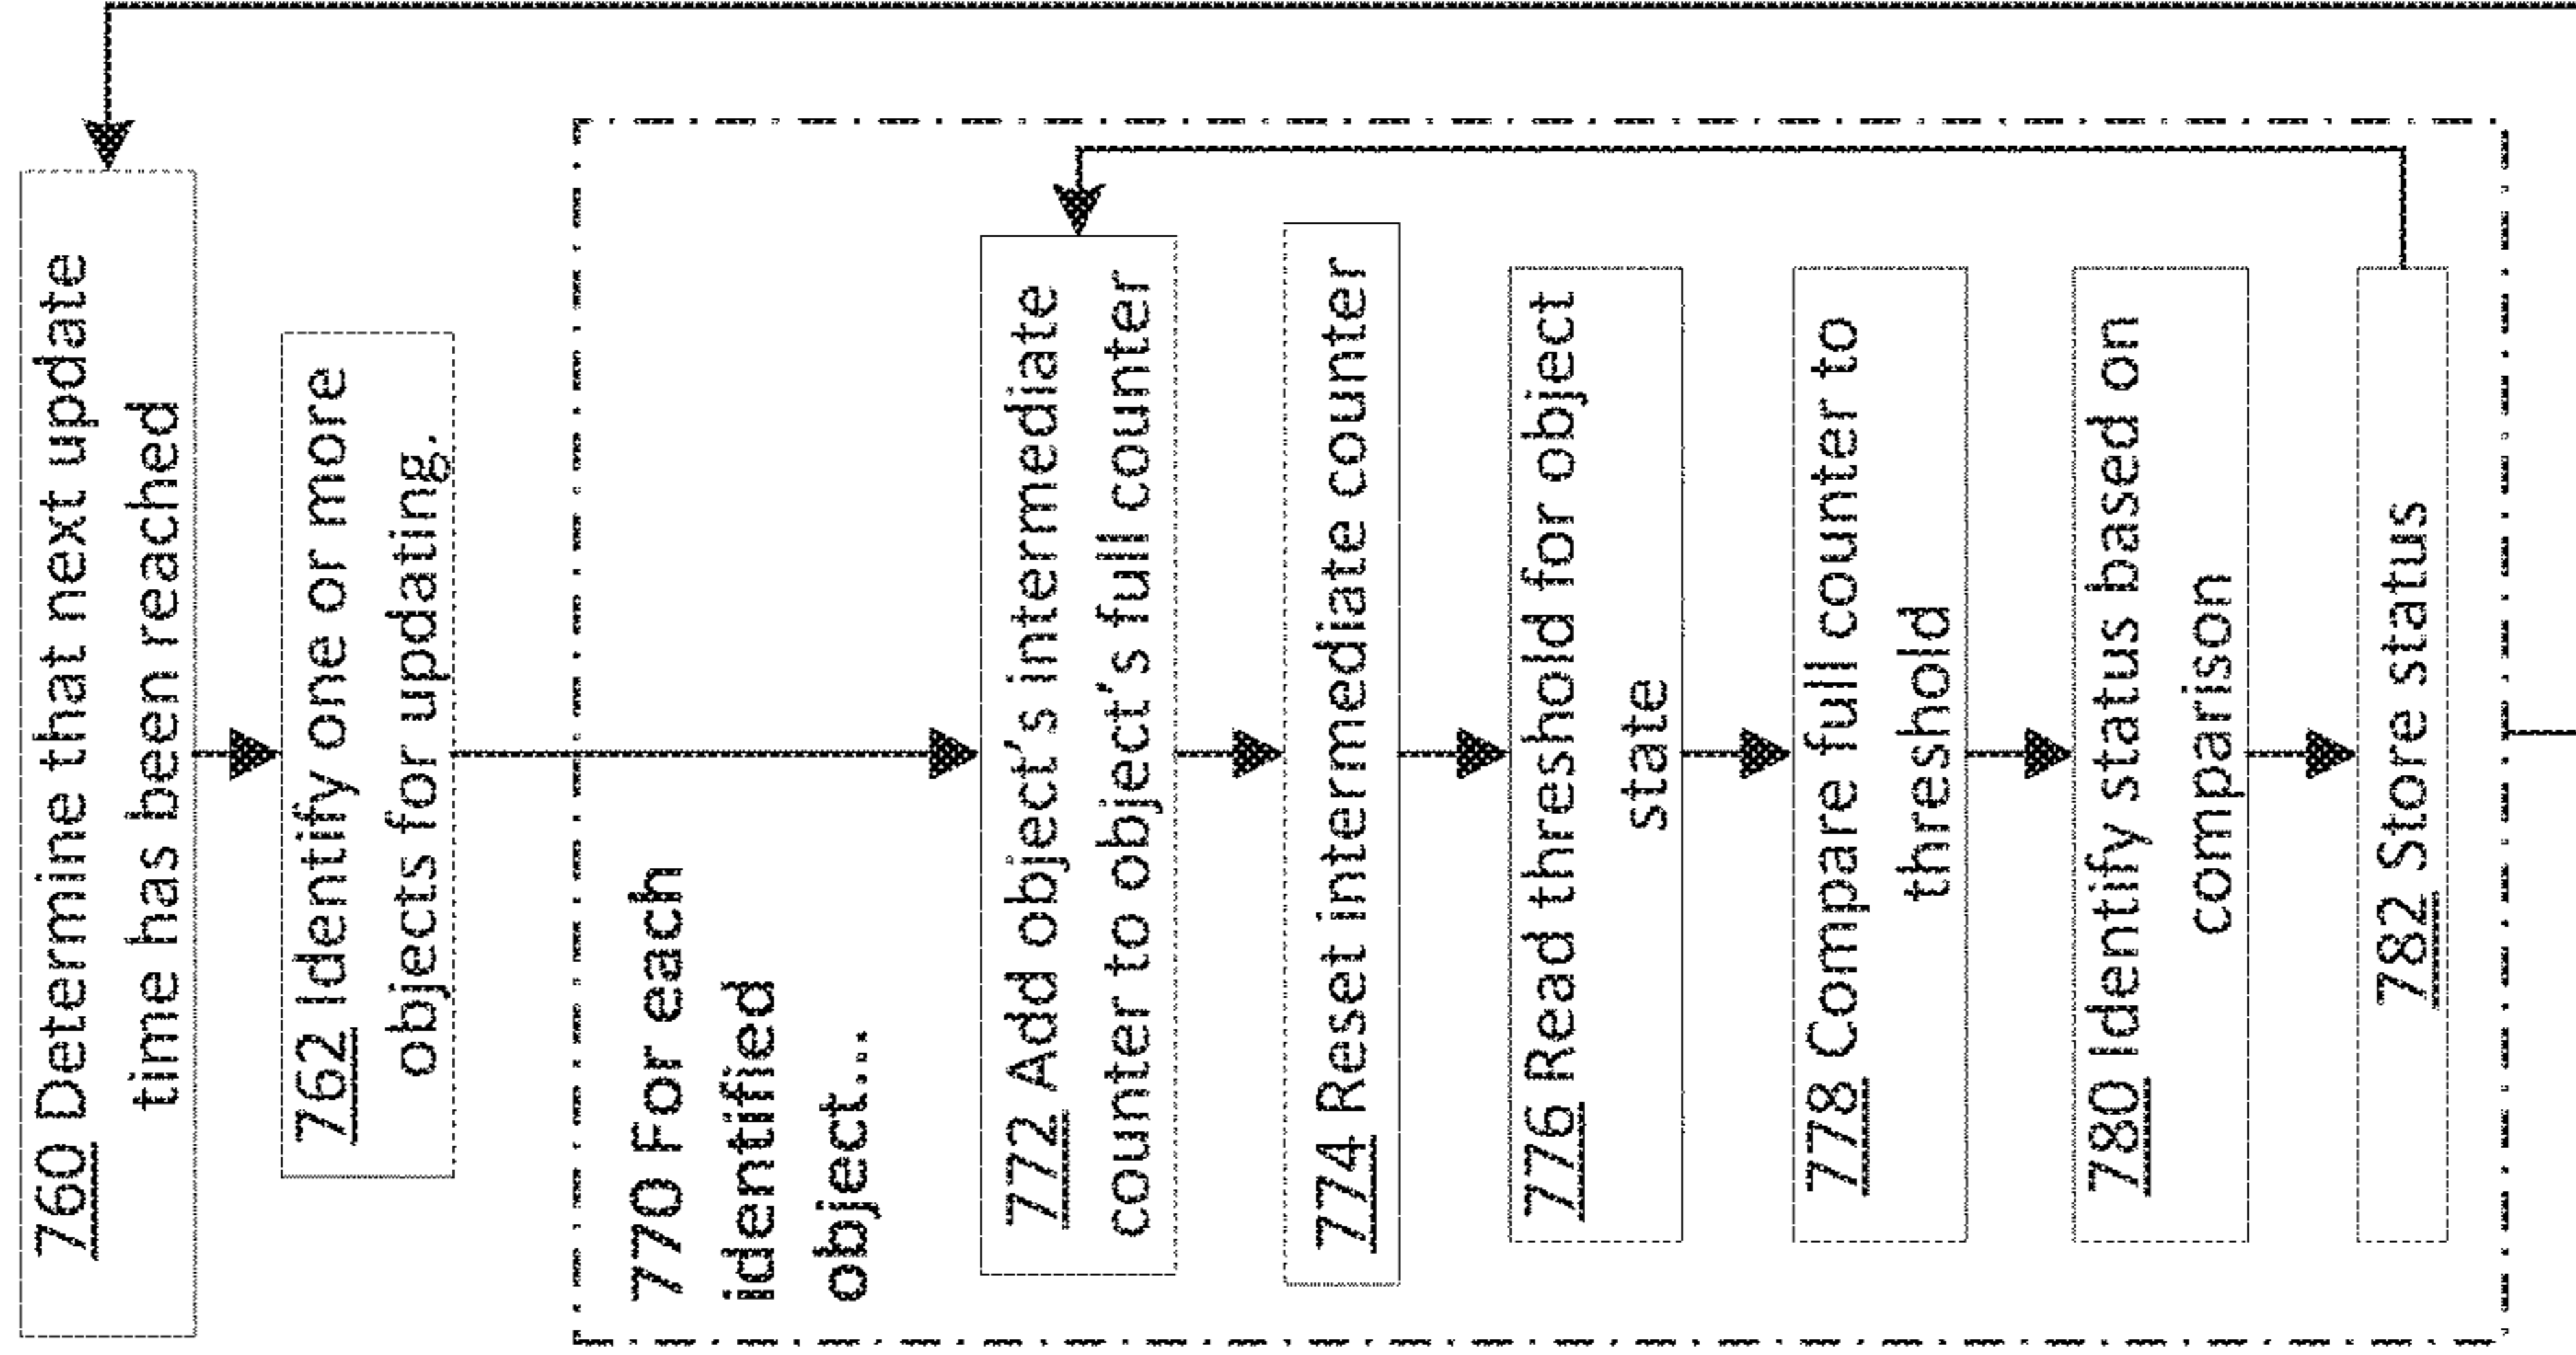 760 Determine that next update
time has been reached
762 Identify one or more
objects for updating.
770 For each
identified
object...
772 Add object's intermediate
counter to object's full counter
774 Reset intermediate counter
776 Read threshold for object
state
778 Compare full counter to
threshold
780 Identify status based on
comparison
782 Store status